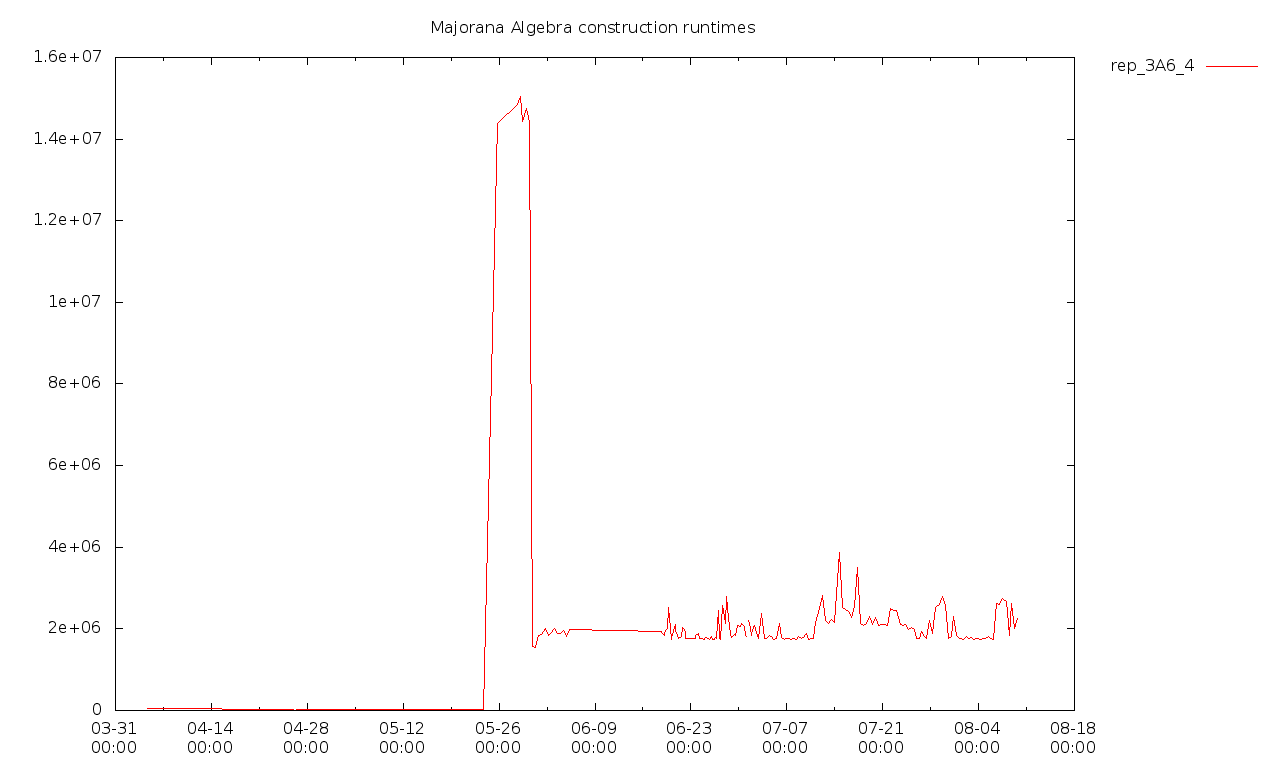 Majorana Algebra construction runtimes
rep_3A6_4
1.6e+07
1.4e+07
1.2e+07
1e+07
8e+06
6e+06
4e+06
2e+06
0
03-31 04-14 04-28 05-12 05-26 06-09 06-23 07-07 07-21 08-04 08-18
00:00 00:00 00:00 00:00 00:00 00:00 00:00 00:00 00:00 00:00 00:00